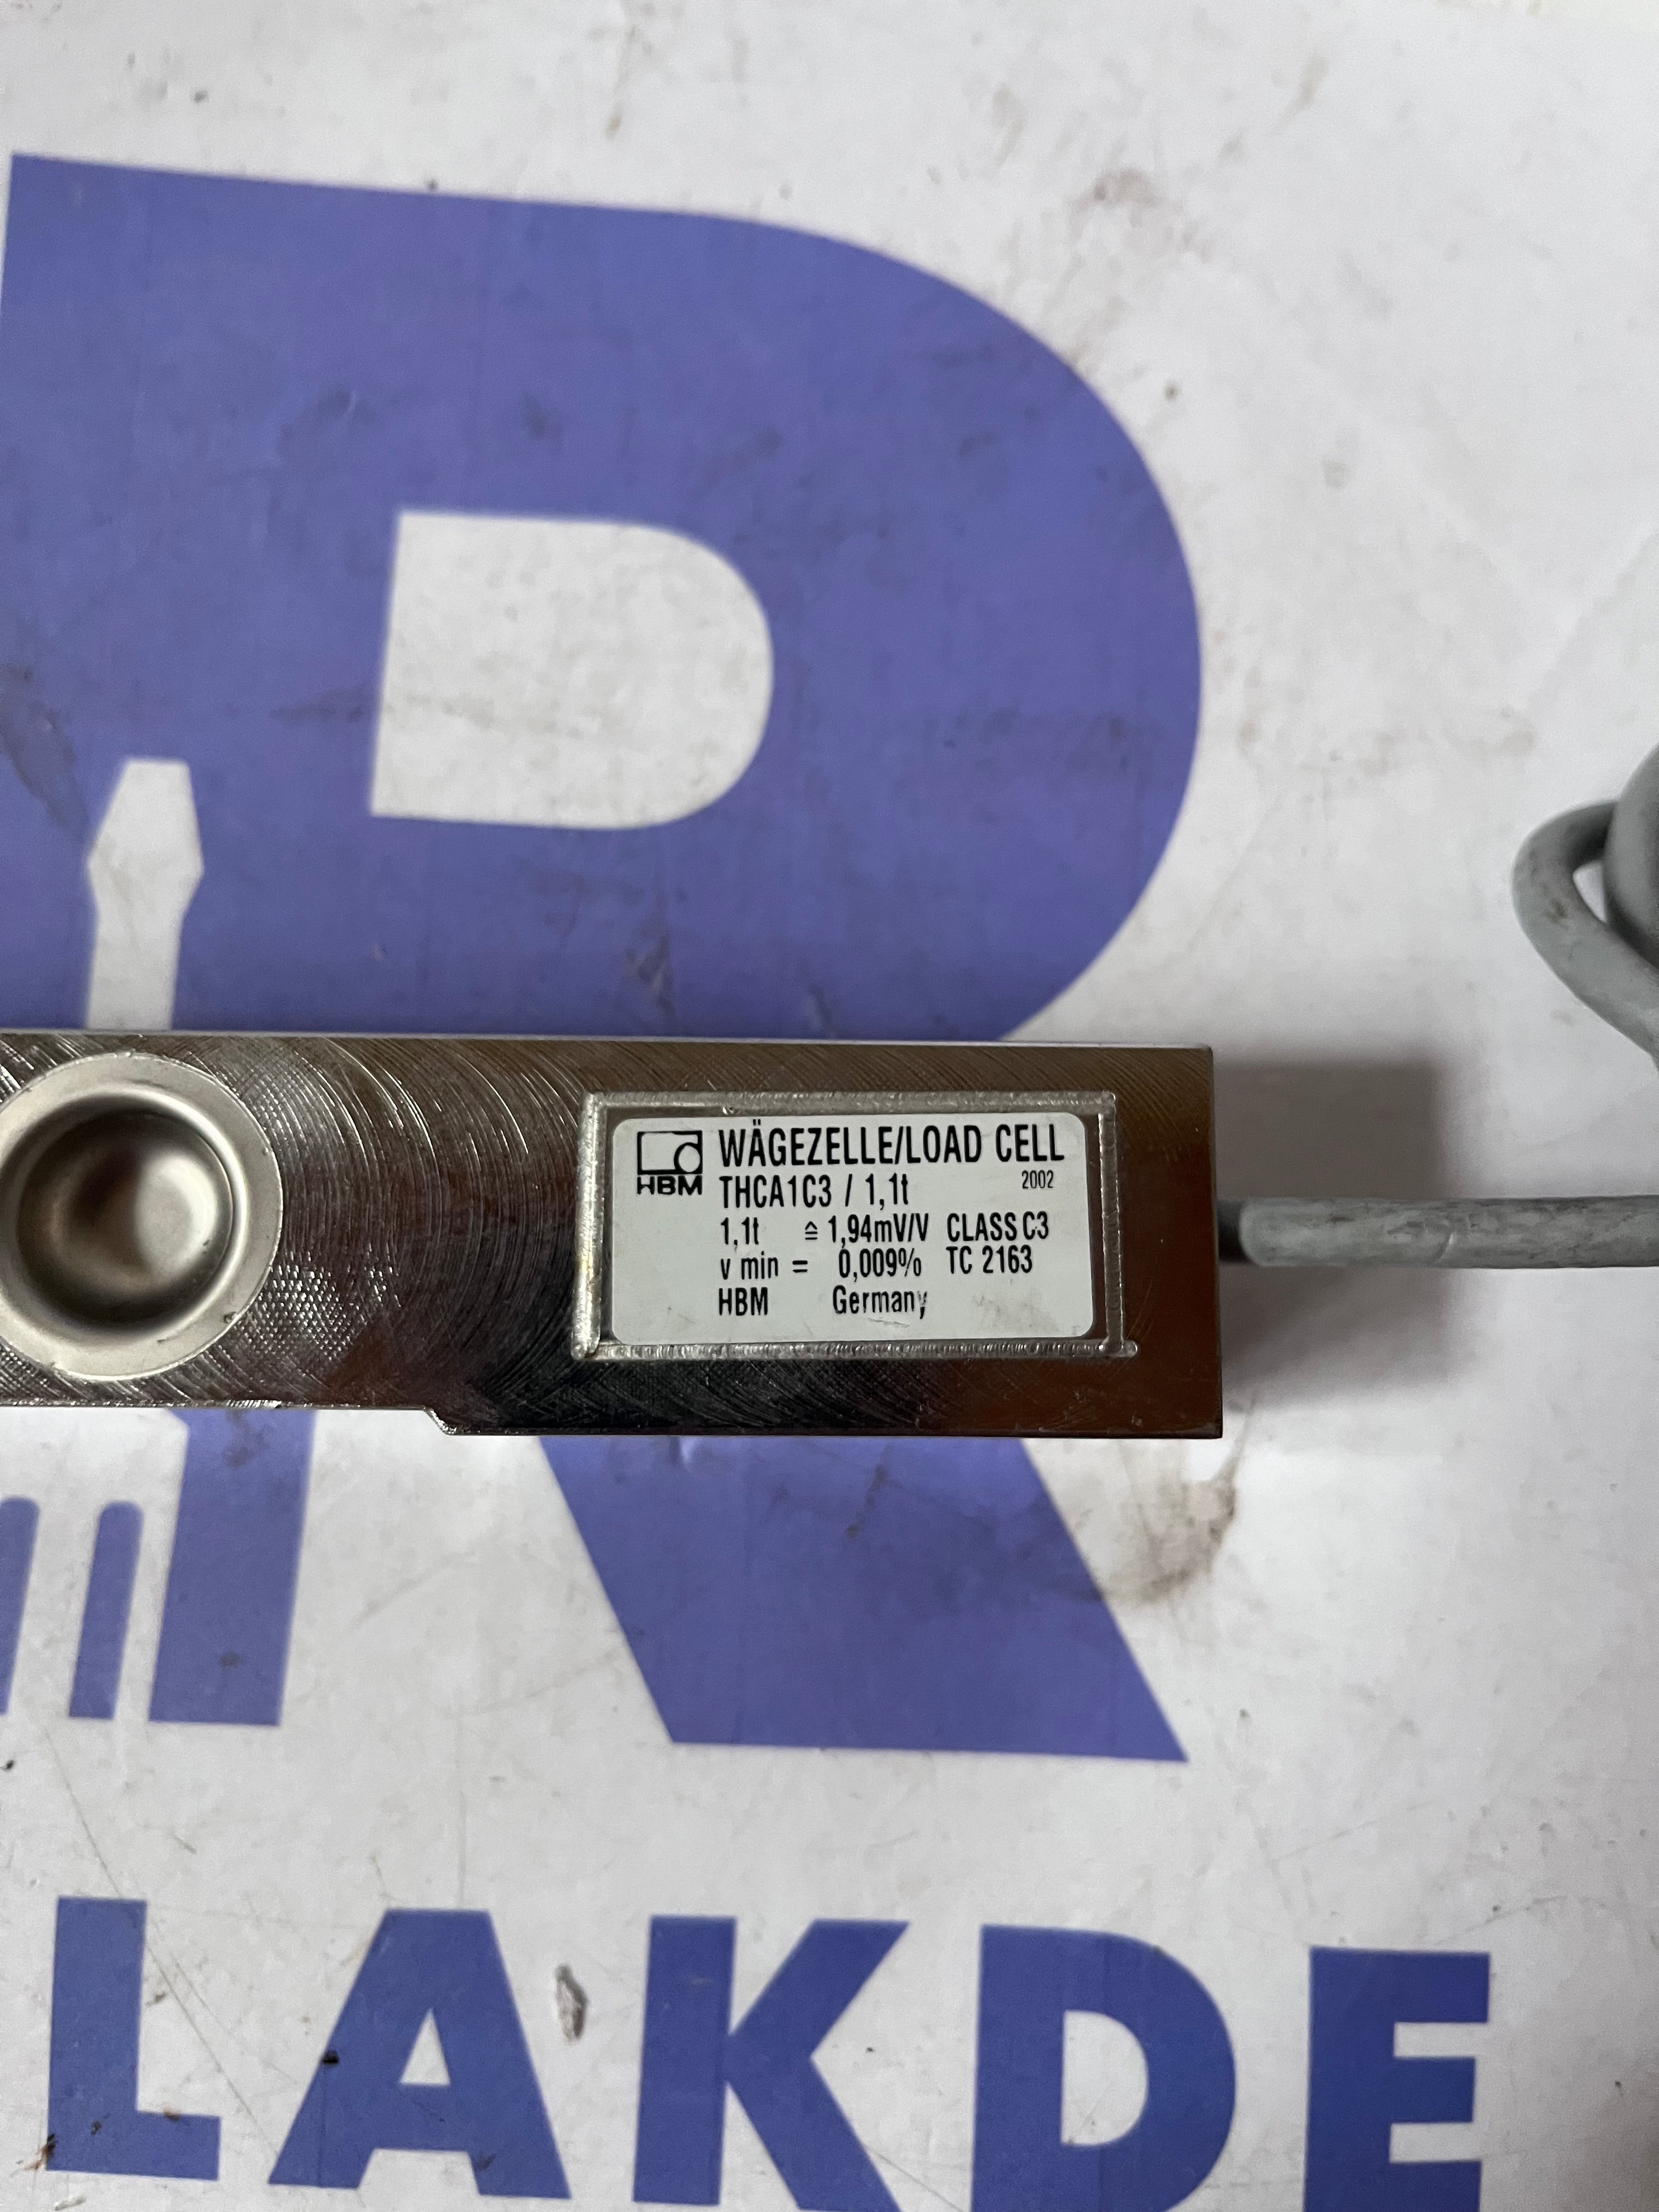 R
HBM
WÄGEZELLE/LOAD CELL
THCA1C3 / 1,1t 2002
1,1t ≙ 1,94mV/V CLASS C3
v min = 0,009% TC 2163
HBM Germany
LAKDE